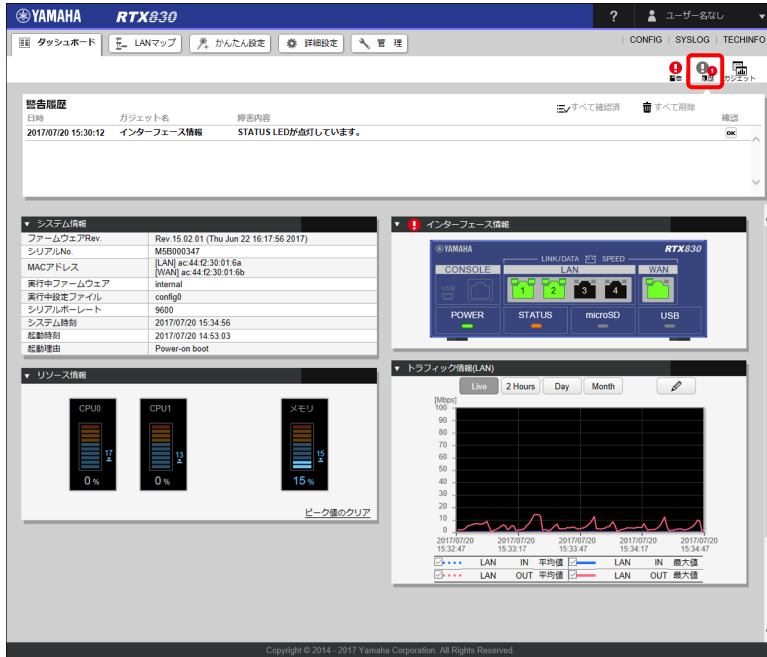 YAMAHA RTX830 ? ユーザー名なし
ダッシュボード LANマップ かんたん設定 詳細設定 管 理 CONFIG SYSLOG TECHINFO
警告 履歴 ガジェット
警告履歴 すべて確認済 すべて削除
日時 ガジェット名 障害内容 確認
2017/07/20 15:30:12 インターフェース情報 STATUS LEDが点灯しています。 OK
システム情報
ファームウェアRev. Rev.15.02.01 (Thu Jun 22 16:17:56 2017)
シリアルNo. M5B000347
MACアドレス [LAN] ac:44:f2:30:01:6a
[WAN] ac:44:f2:30:01:6b
実行中ファームウェア internal
実行中設定ファイル config0
シリアルボーレート 9600
システム時刻 2017/07/20 15:34:56
起動時刻 2017/07/20 14:53:03
起動理由 Power-on boot
インターフェース情報
YAMAHA RTX830
LINK/DATA SPEED
CONSOLE LAN WAN
USB 1 2 3 4
POWER STATUS microSD USB
リソース情報
CPU0 CPU1 メモリ
17 13 15
0 % 0 % 15 %
ピーク値のクリア
トラフィック情報(LAN)
Live 2 Hours Day Month
[Mbps]
100
90
80
70
60
50
40
30
20
10
0
2017/07/20 2017/07/20 2017/07/20 2017/07/20 2017/07/20
15:32:47 15:33:17 15:33:47 15:34:17 15:34:47
LAN IN 平均値 LAN IN 最大値
LAN OUT 平均値 LAN OUT 最大値
Copyright © 2014 - 2017 Yamaha Corporation. All Rights Reserved.